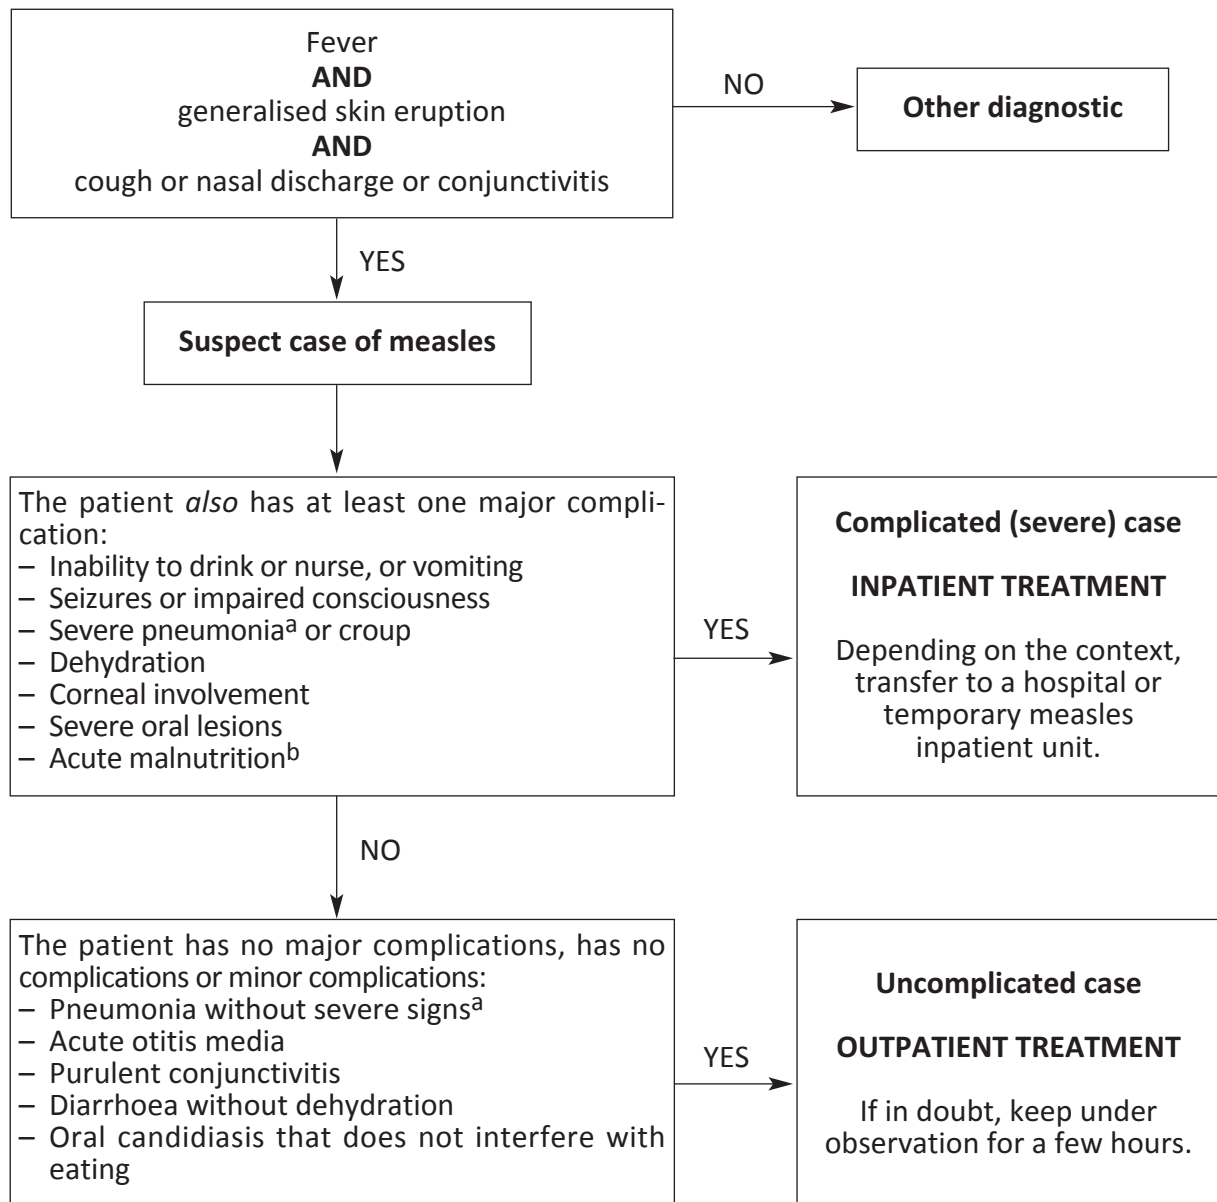 Fever
AND
generalised skin eruption
AND
cough or nasal discharge or conjunctivitis
NO
Other diagnostic
YES
Suspect case of measles
The patient also has at least one major compli-
cation:
– Inability to drink or nurse, or vomiting
– Seizures or impaired consciousness
– Severe pneumoniaᵃ or croup
– Dehydration
– Corneal involvement
– Severe oral lesions
– Acute malnutritionᵇ
YES
Complicated (severe) case
INPATIENT TREATMENT
Depending on the context,
transfer to a hospital or
temporary measles
inpatient unit.
NO
The patient has no major complications, has no
complications or minor complications:
– Pneumonia without severe signsᵃ
– Acute otitis media
– Purulent conjunctivitis
– Diarrhoea without dehydration
– Oral candidiasis that does not interfere with
eating
YES
Uncomplicated case
OUTPATIENT TREATMENT
If in doubt, keep under
observation for a few hours.